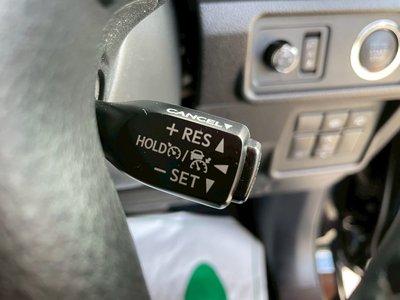 CANCEL
+ RES ▲
HOLD / ◀
− SET ▼